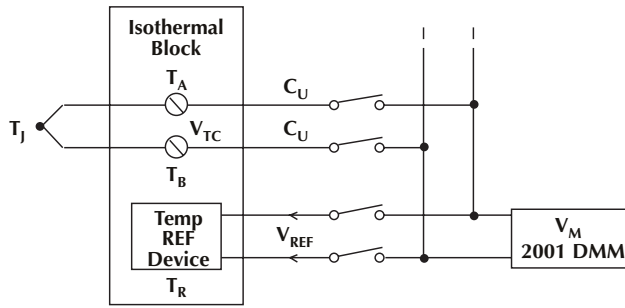 Isothermal
Block
T_A
C_U
T_J
V_TC
C_U
T_B
Temp
REF
Device
V_REF
V_M
2001 DMM
T_R